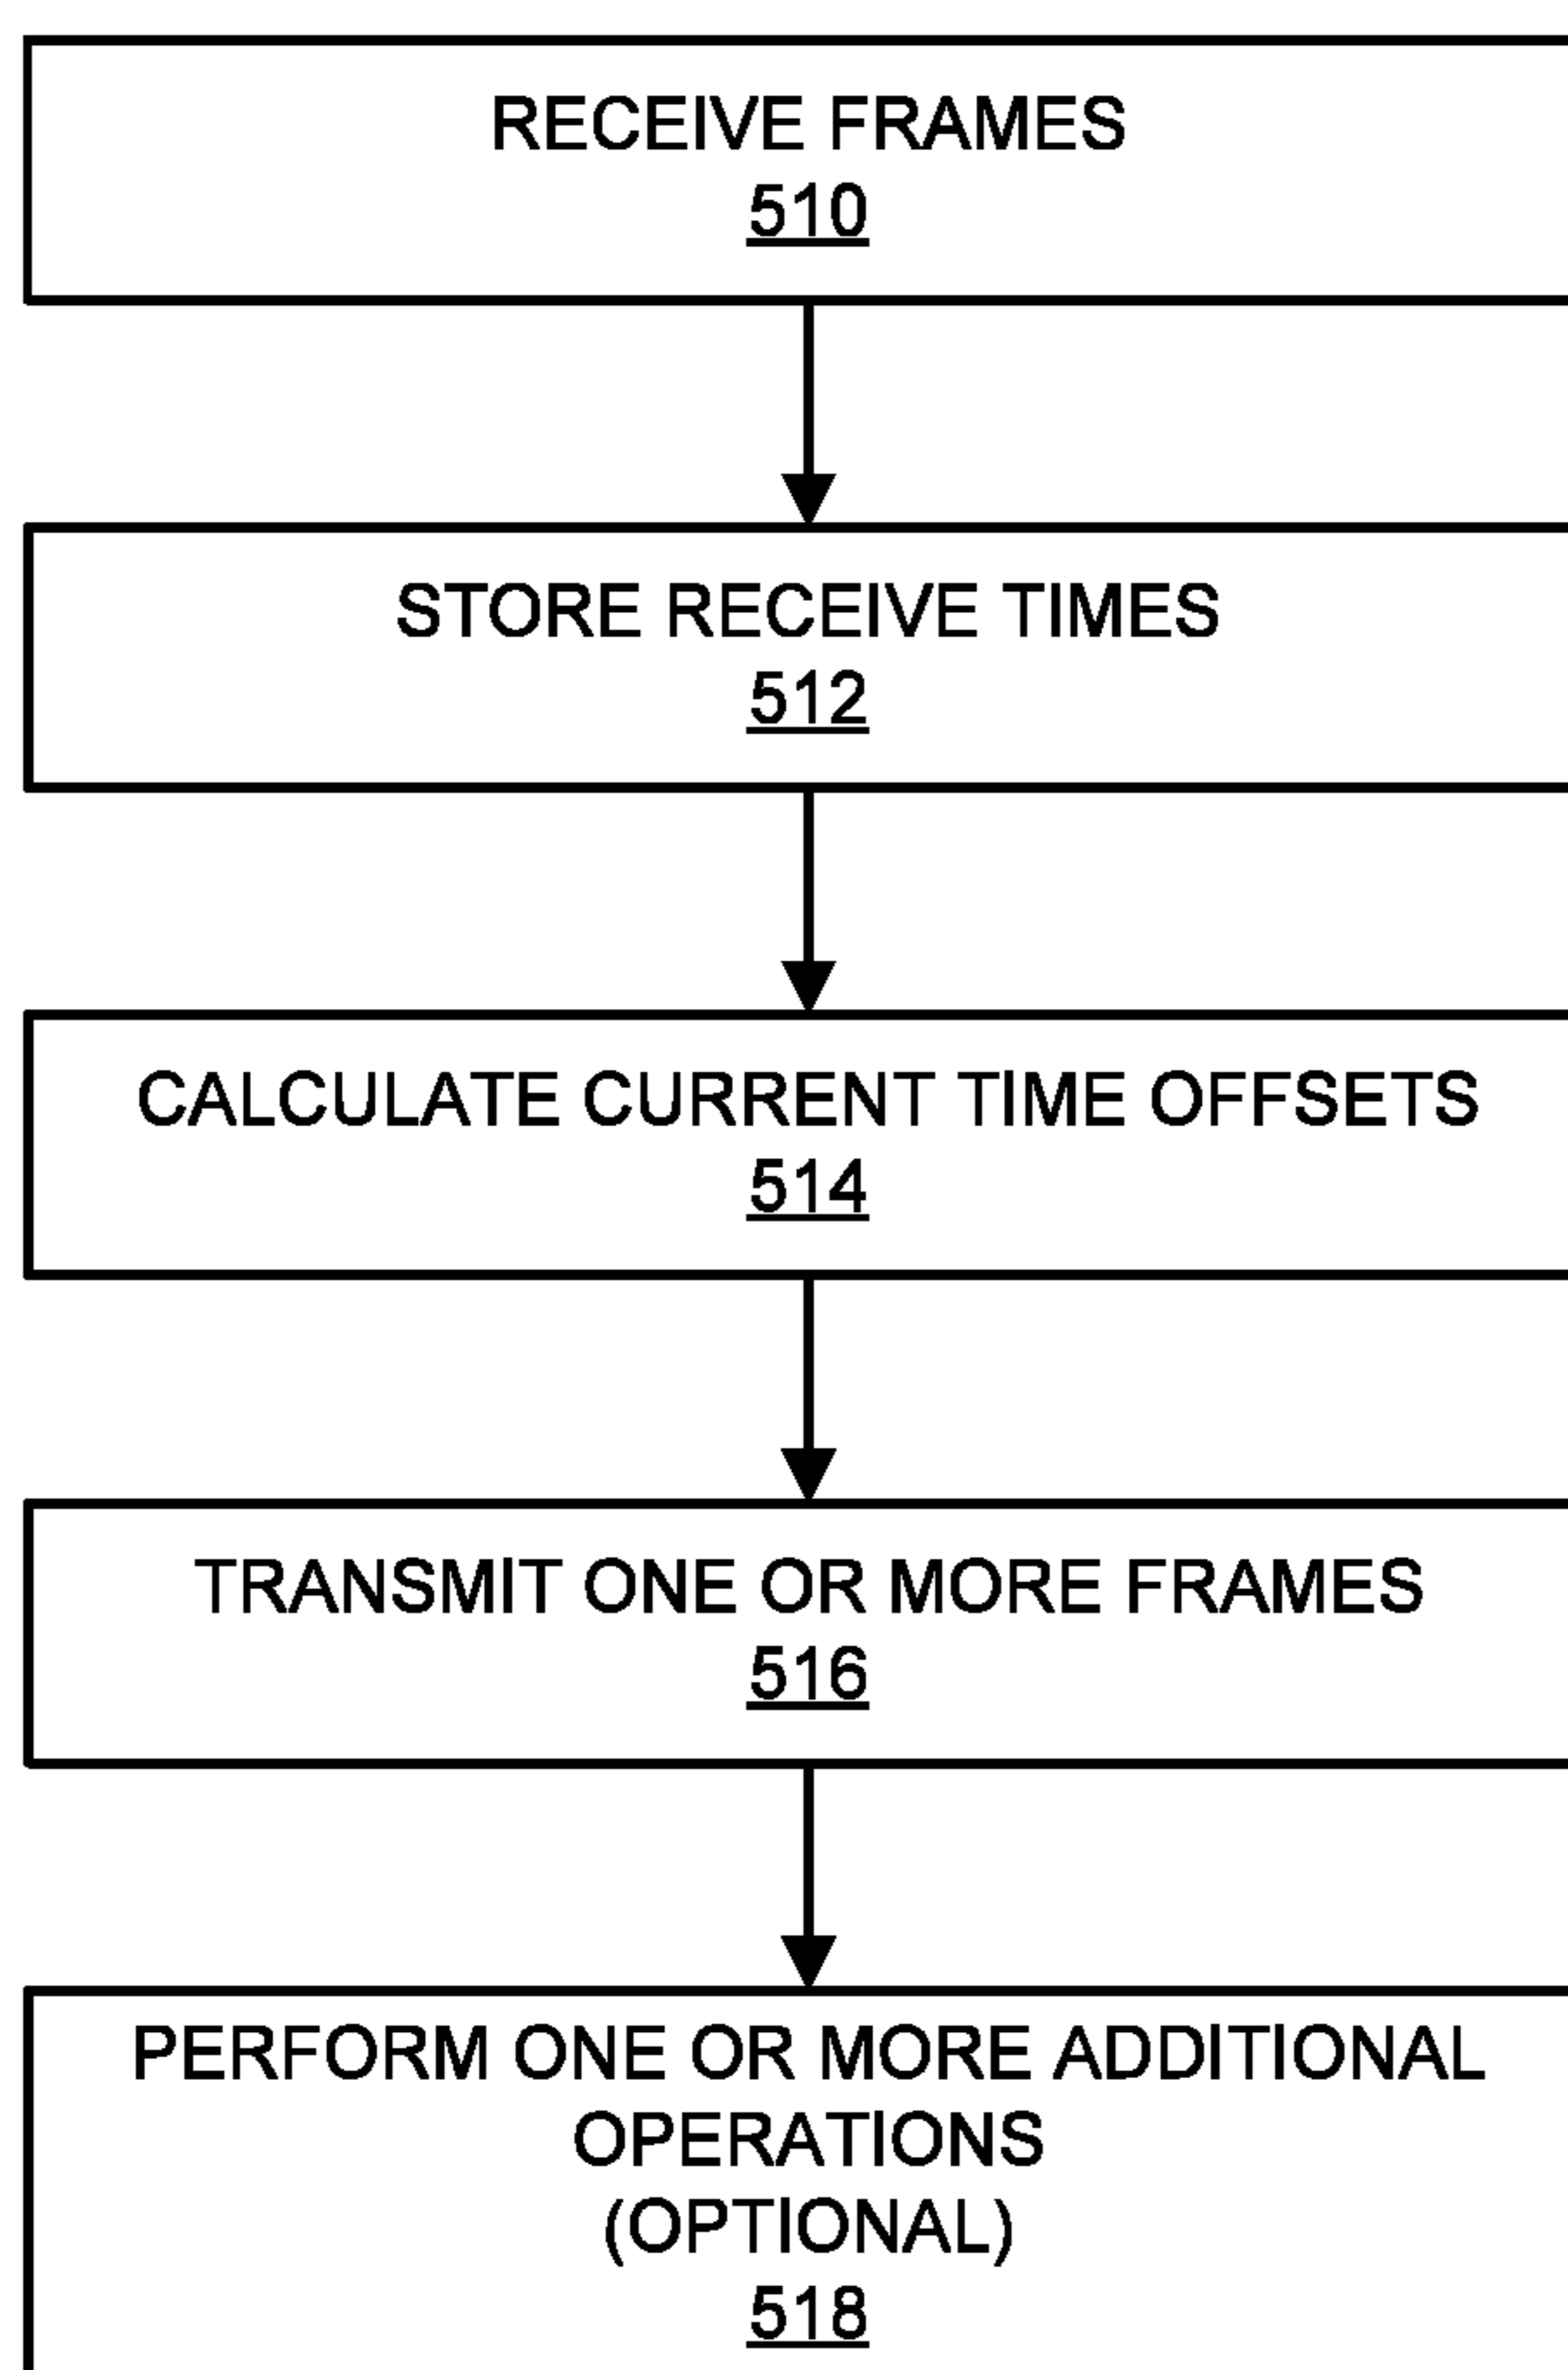 RECEIVE FRAMES
510
STORE RECEIVE TIMES
512
CALCULATE CURRENT TIME OFFSETS
514
TRANSMIT ONE OR MORE FRAMES
516
PERFORM ONE OR MORE ADDITIONAL
OPERATIONS
(OPTIONAL)
518